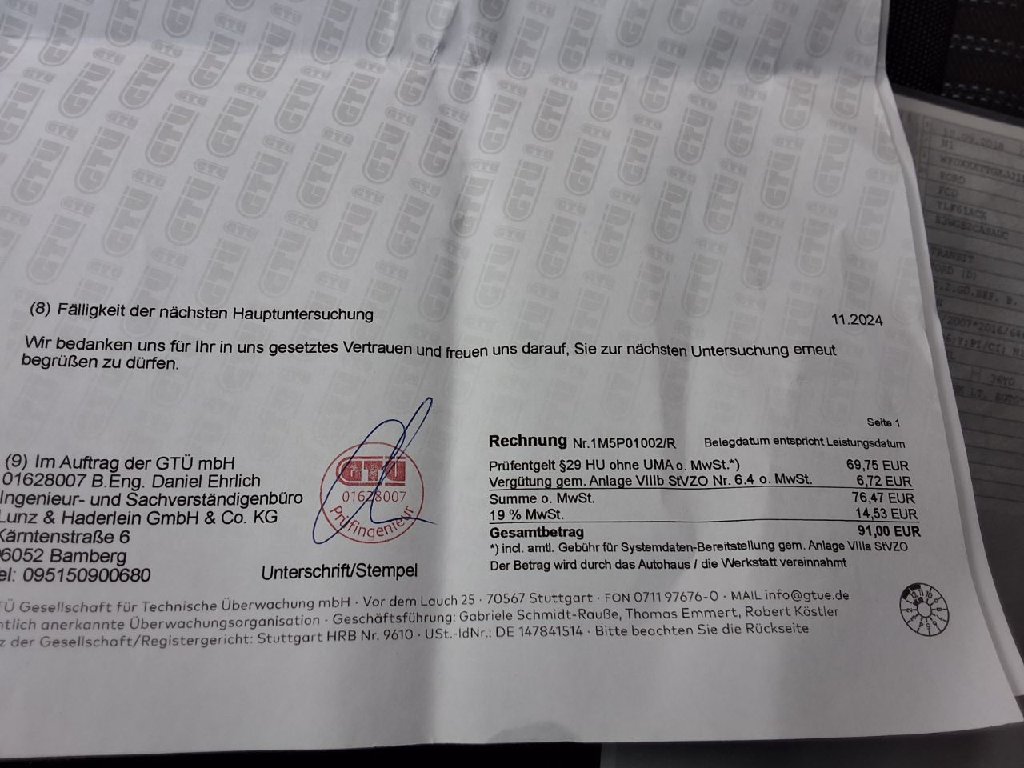 (8) Fälligkeit der nächsten Hauptuntersuchung
11.2024
Wir bedanken uns für Ihr in uns gesetztes Vertrauen und freuen uns darauf, Sie zur nächsten Untersuchung erneut
begrüßen zu dürfen.
Seite 1
Rechnung Nr.1M5P01002/R Belegdatum entspricht Leistungsdatum
Prüfentgelt §29 HU ohne UMA o. MwSt.*) 69,75 EUR
Vergütung gem. Anlage VIIIb StVZO Nr. 6.4 o. MwSt. 6,72 EUR
Summe o. MwSt. 76,47 EUR
19 % MwSt. 14,53 EUR
Gesamtbetrag 91,00 EUR
*) incl. amtl. Gebühr für Systemdaten-Bereitstellung gem. Anlage VIIIa StVZO
Der Betrag wird durch das Autohaus / die Werkstatt vereinnahmt
(9) Im Auftrag der GTÜ mbH
01628007 B.Eng. Daniel Ehrlich
Ingenieur- und Sachverständigenbüro
Lunz & Haderlein GmbH & Co. KG
Kärntenstraße 6
96052 Bamberg
el: 095150900680
GTÜ
01628007
Prüfingenieur
Unterschrift/Stempel
TÜ Gesellschaft für Technische Überwachung mbH · Vor dem Lauch 25 · 70567 Stuttgart · FON 0711 97676-0 · MAIL info@gtue.de
ntlich anerkannte Überwachungsorganisation · Geschäftsführung: Gabriele Schmidt-Rauße, Thomas Emmert, Robert Köstler
z der Gesellschaft/Registergericht: Stuttgart HRB Nr. 9610 · USt.-IdNr.: DE 147841514 · Bitte beachten Sie die Rückseite
TRANSIT